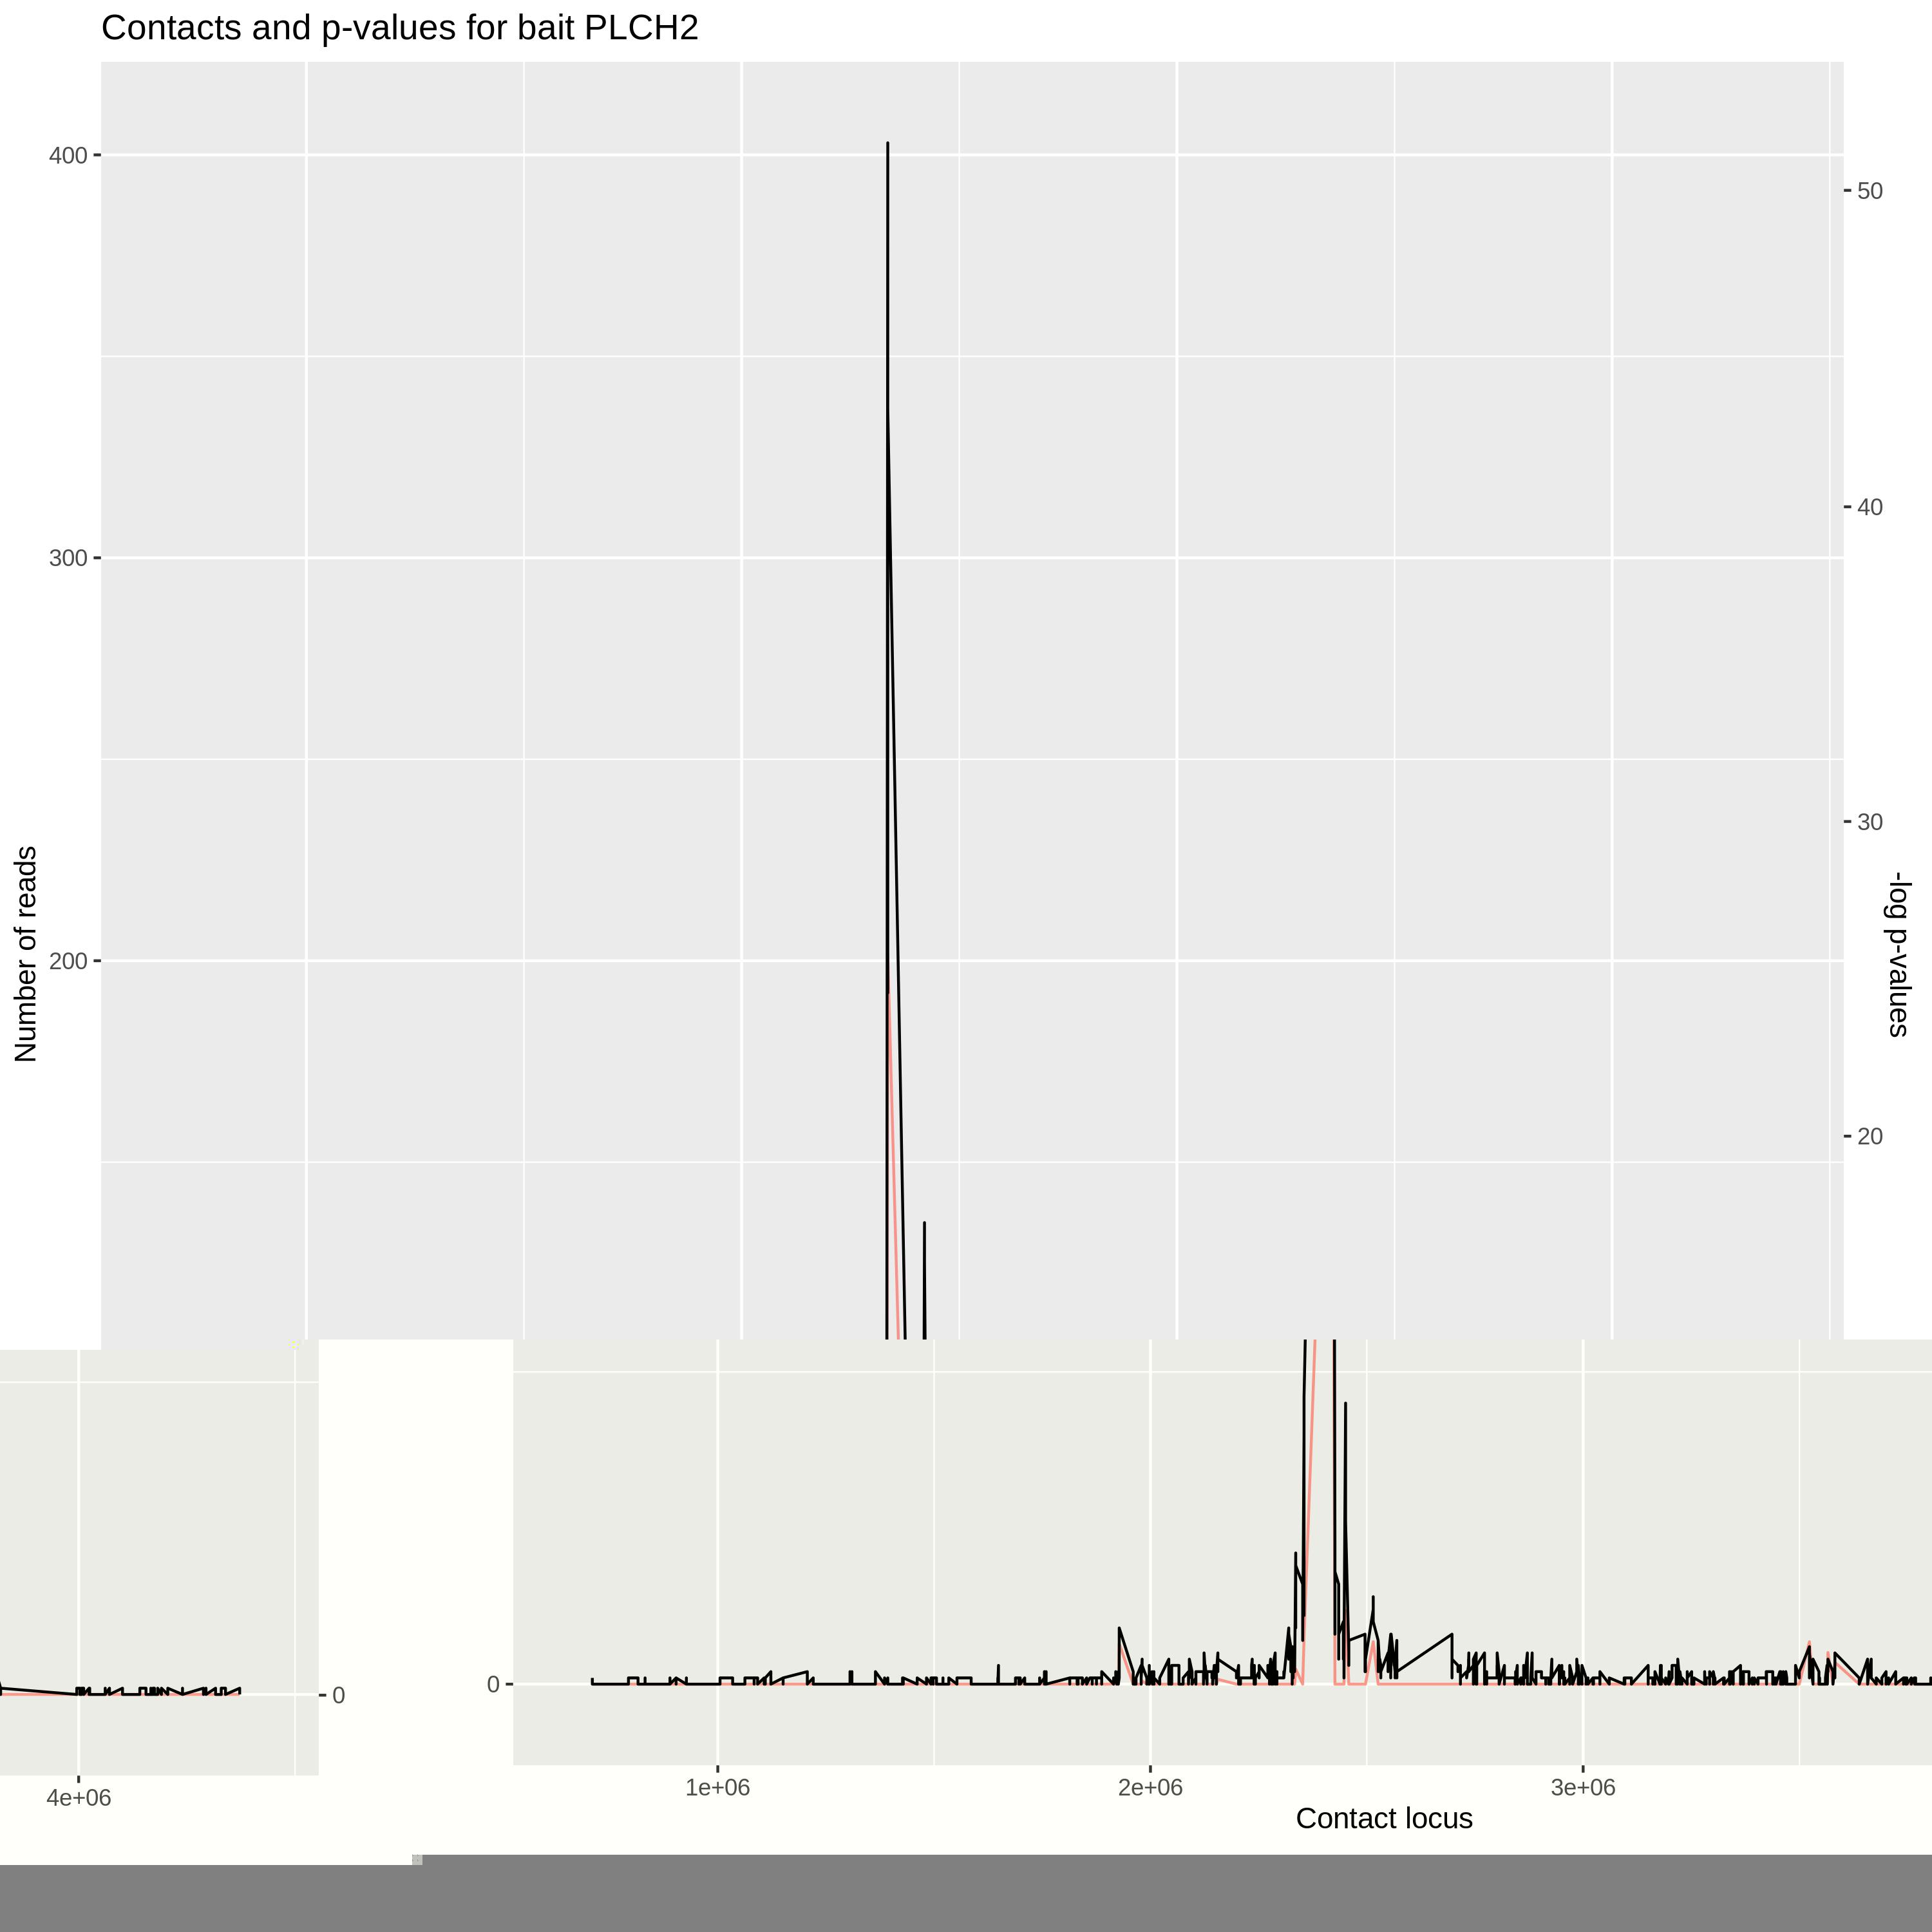 Contacts and p-values for bait PLCH2
400
300
200
Number of reads
50
40
30
20
-log p-values
0
0
4e+06
1e+06
2e+06
3e+06
Contact locus